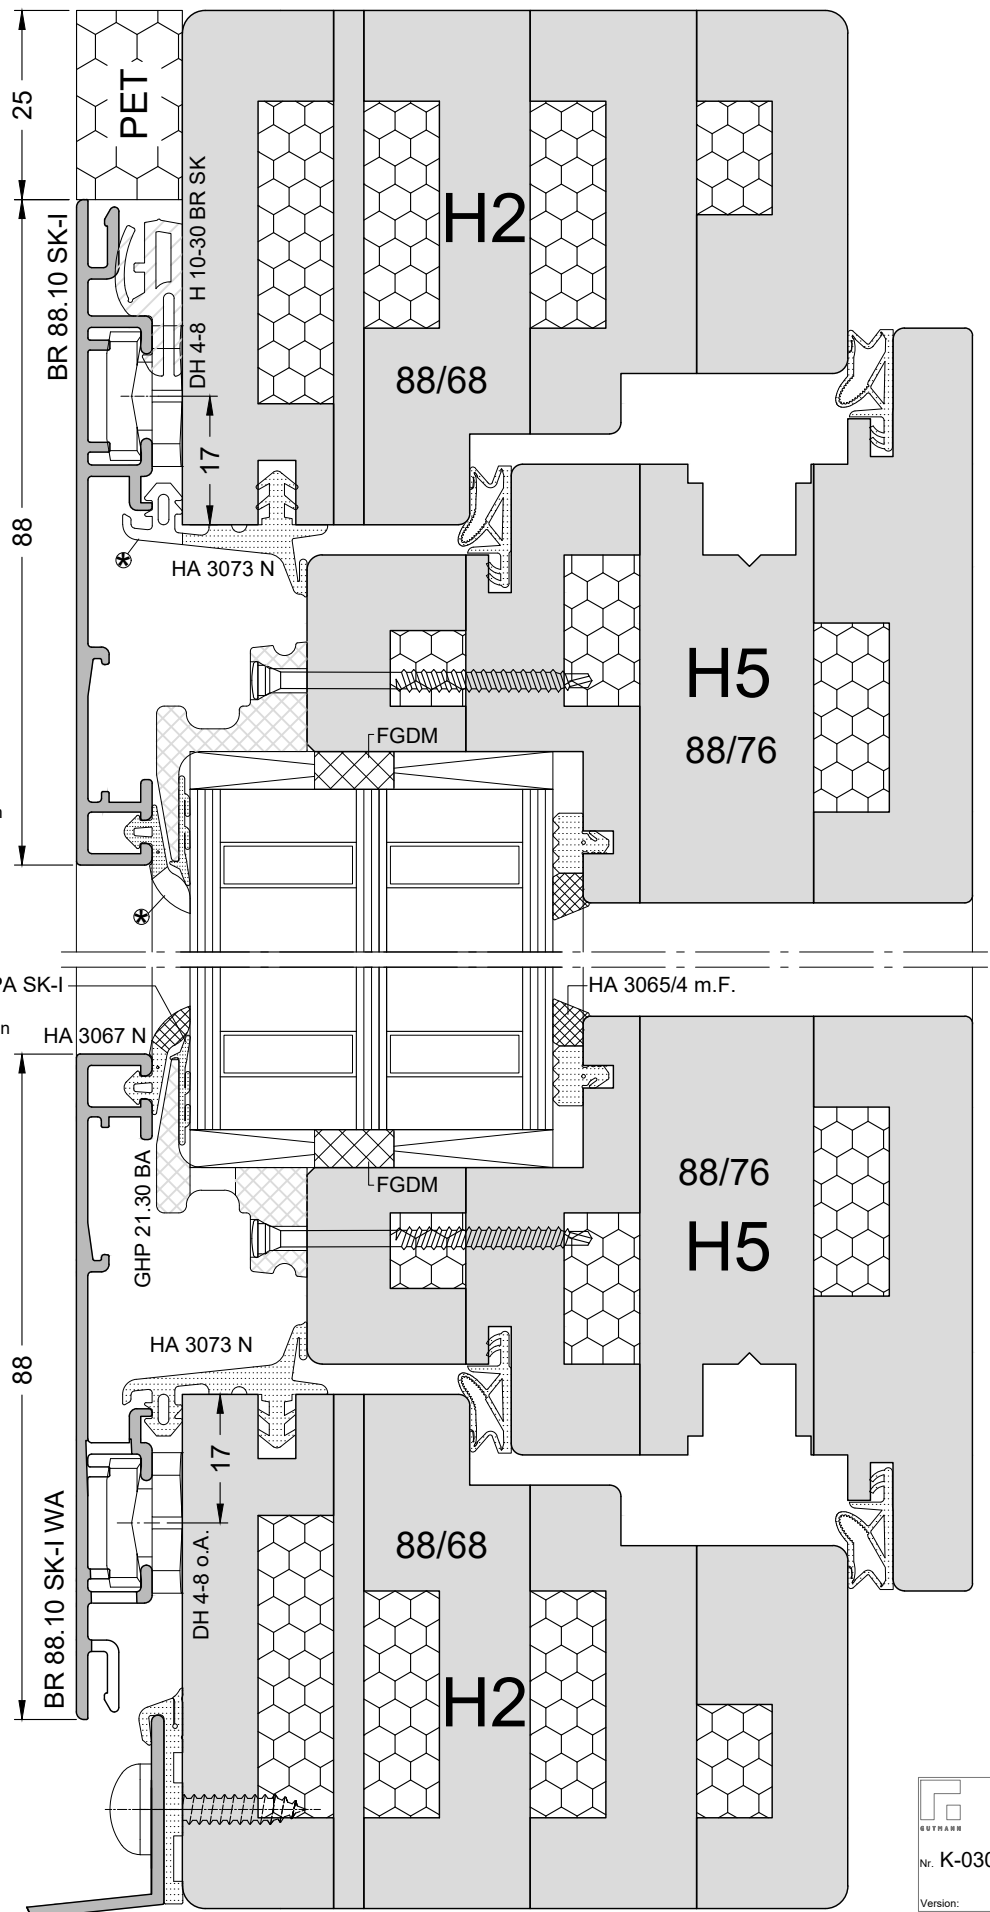 25
PET
BR 88.10 SK-I
DH 4-8
H 10-30 BR SK
H2
88/68
17
88
HA 3073 N
H5
88/76
FGDM
PA SK-I
HA 3065/4 m.F.
HA 3067 N
GHP 21.30 BA
FGDM
88/76
H5
HA 3073 N
88
17
88/68
DH 4-8 o.A.
BR 88.10 SK-I WA
H2
GUTMANN
Nr. K-030
Version: